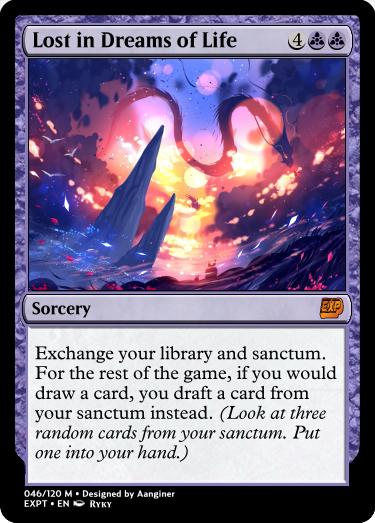 Lost in Dreams of Life 4
Sorcery
EXP
Exchange your library and sanctum.
For the rest of the game, if you would
draw a card, you draft a card from
your sanctum instead. (Look at three
random cards from your sanctum. Put
one into your hand.)
046/120 M • Designed by Aanginer
EXPT • EN Ryky